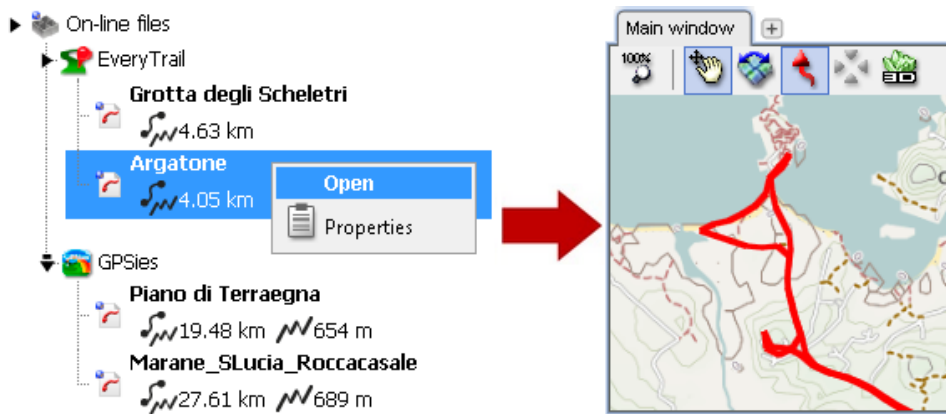 On-line files
EveryTrail
Grotta degli Scheletri
4.63 km
Argatone
4.05 km
Open
Properties
GPSies
Piano di Terraegna
19.48 km 654 m
Marane_SLucia_Roccacasale
27.61 km 689 m
Main window
100%
3D